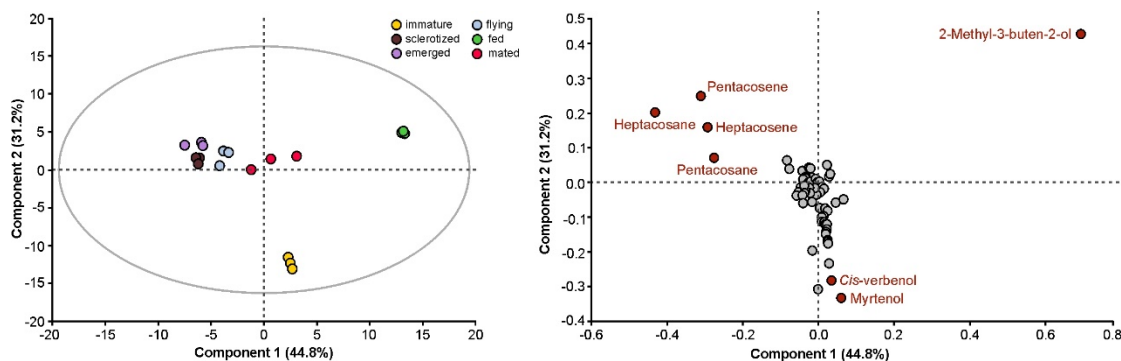 20
15
10
5
0
-5
-10
-15
-20
Component 2 (31.2%)
immature
flying
sclerotized
fed
emerged
mated
-20
-15
-10
-5
0
5
10
15
20
Component 1 (44.8%)
0.5
0.4
0.3
0.2
0.1
0.0
-0.1
-0.2
-0.3
-0.4
Component 2 (31.2%)
2-Methyl-3-buten-2-ol
Pentacosene
Heptacosane
Heptacosene
Pentacosane
Cis-verbenol
Myrtenol
-0.6
-0.4
-0.2
0.0
0.2
0.4
0.6
0.8
Component 1 (44.8%)